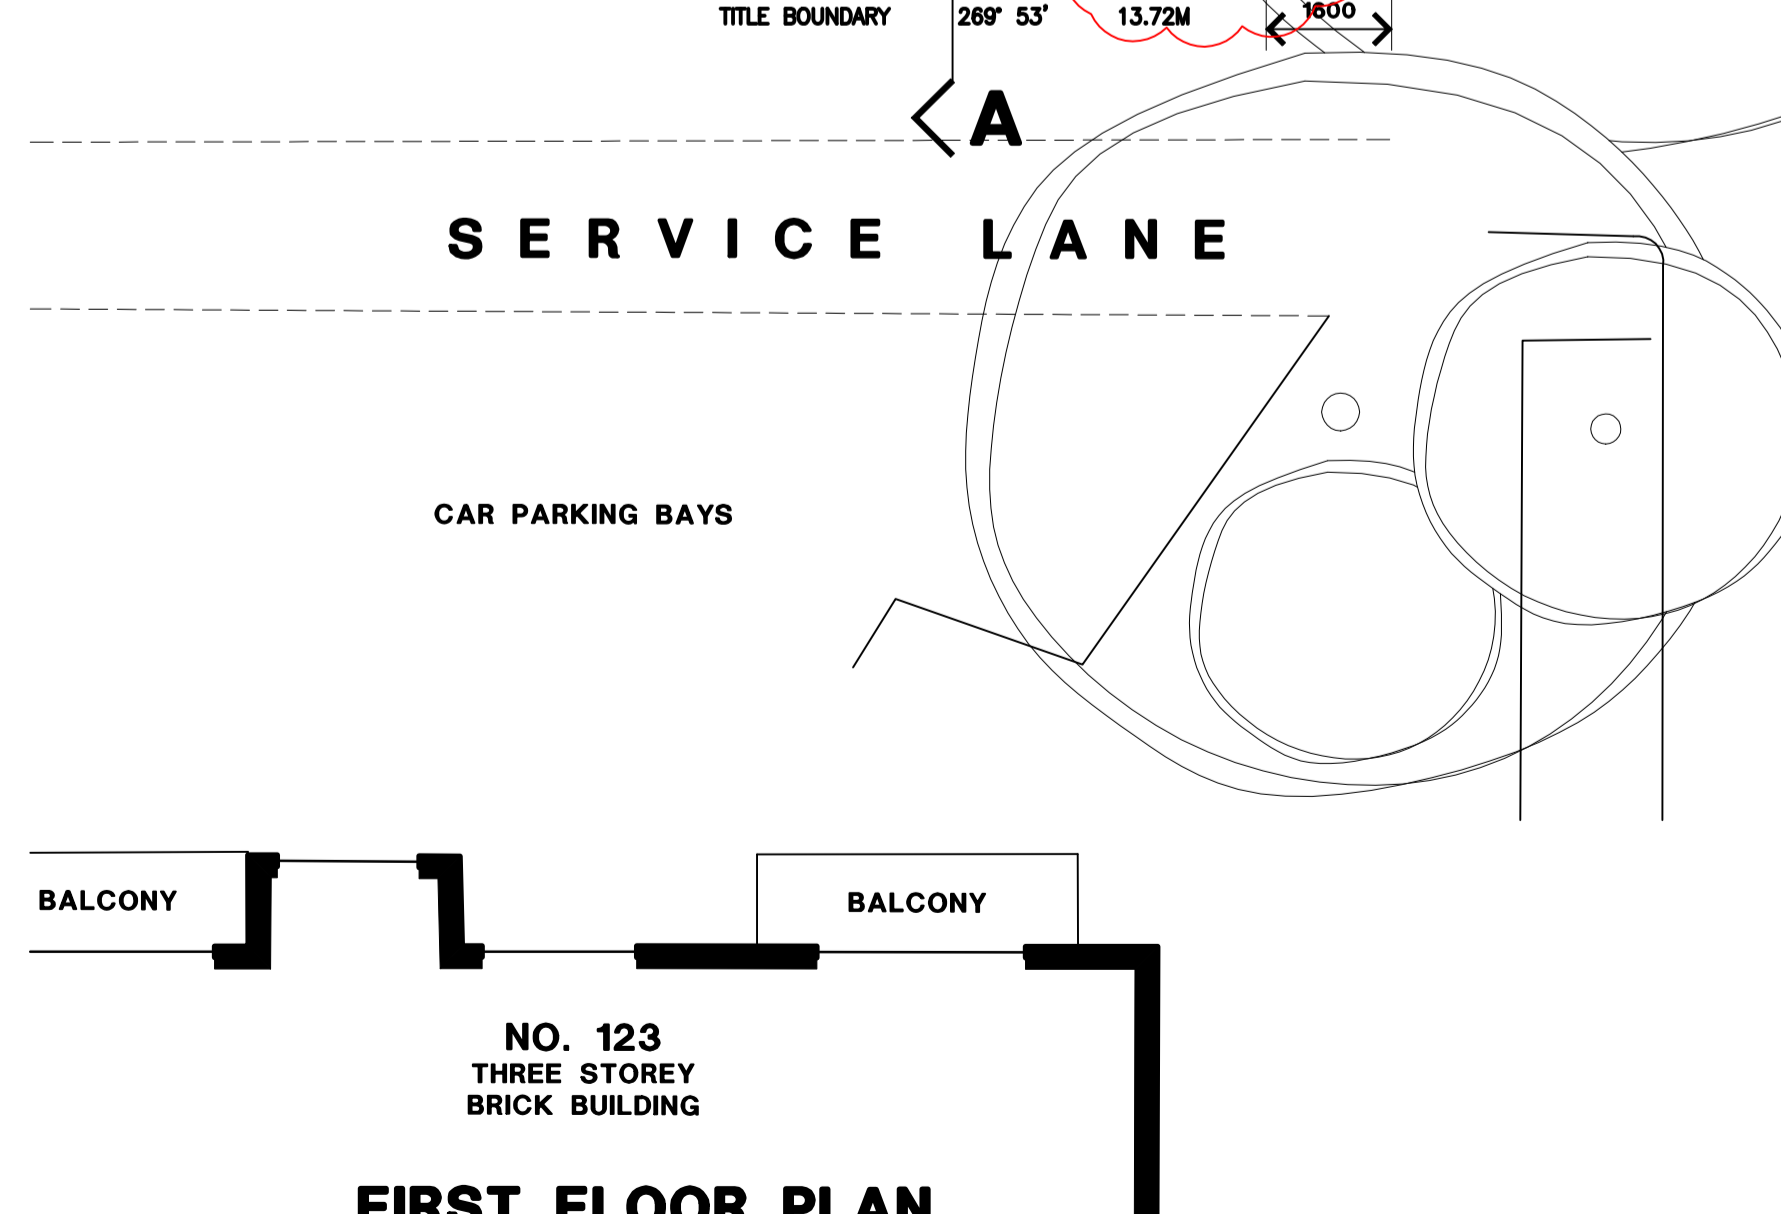 TITLE BOUNDARY 269° 53' 13.72M 1600
A
SERVICE LANE
CAR PARKING BAYS
BALCONY BALCONY
NO. 123
THREE STOREY
BRICK BUILDING
FIRST FLOOR PLAN